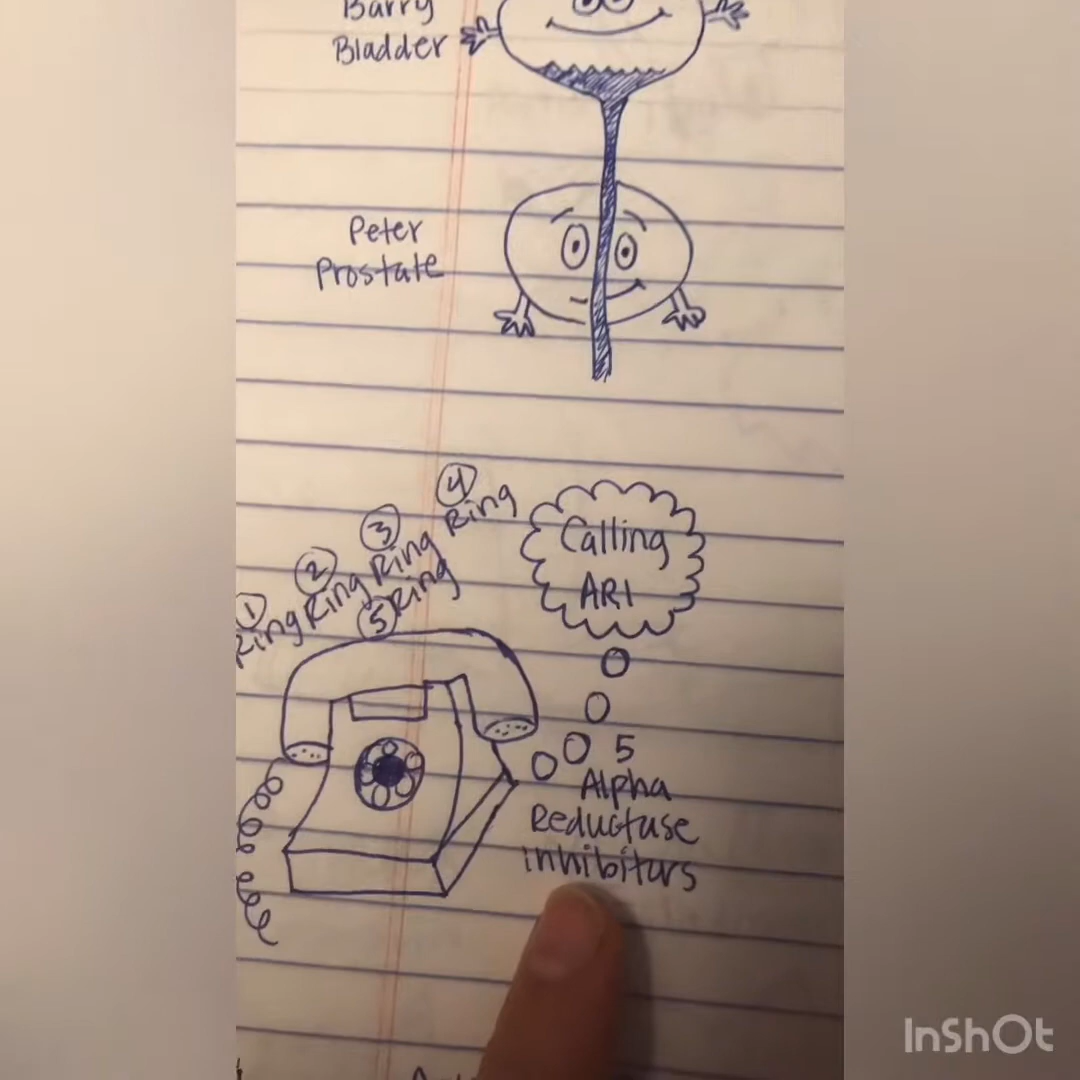 Barry
Bladder
Peter
Prostate
① Ring ② Ring ③ Ring ④ Ring
⑤ Ring
Calling
ARI
5
Alpha
Reductase
inhibitors
InShOt